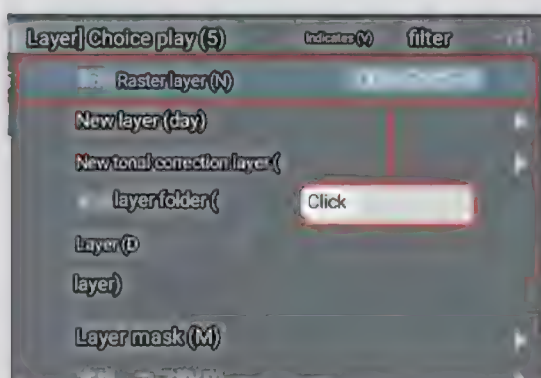 Layer] Choice play (5) Indicates (V) filter
Raster layer (N)
New layer (day)
New tonal correction layer (
layer folder (
Click
Layer (D
layer)
Layer mask (M)